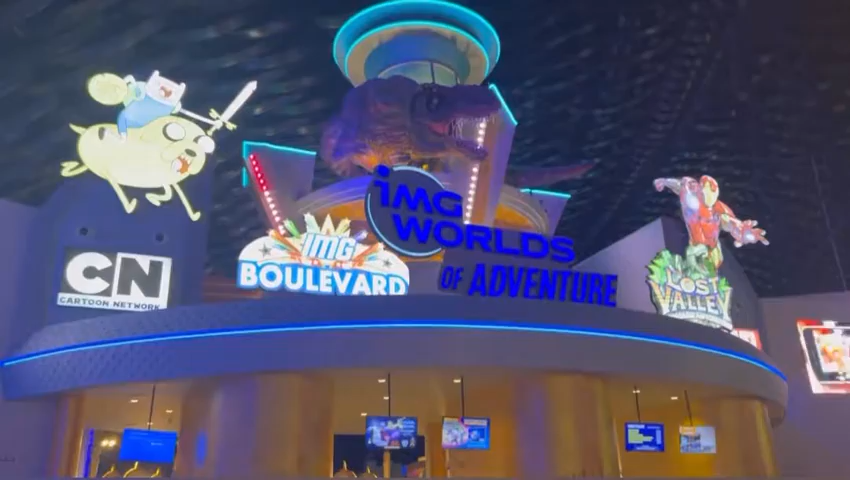 CN
CARTOON NETWORK
IMG
BOULEVARD
iMG
WORLDS
OF ADVENTURE
LOST
VALLEY